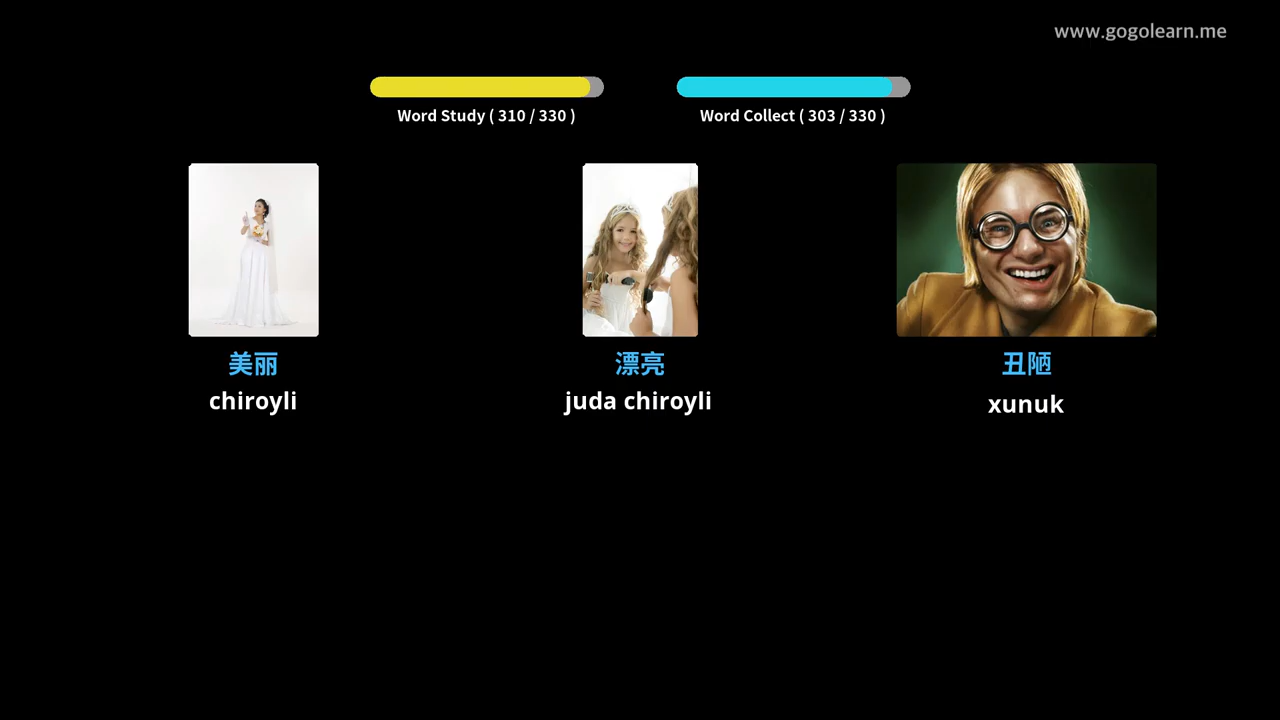 www.gogolearn.me
Word Study ( 310 / 330 )
Word Collect ( 303 / 330 )
美丽
漂亮
丑陋
chiroyli
juda chiroyli
xunuk